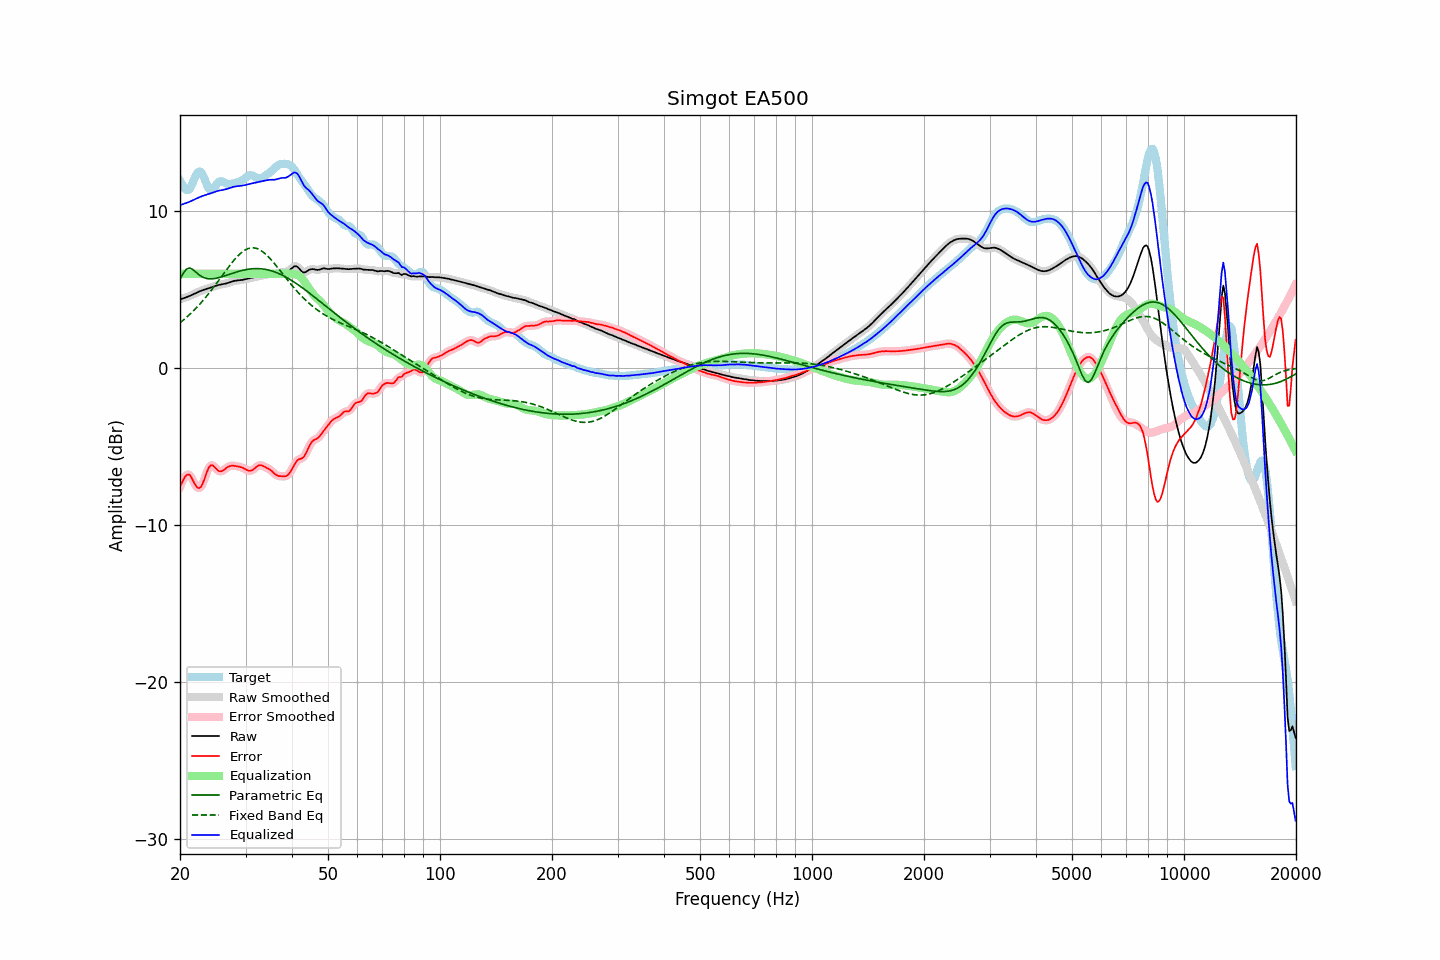 Simgot EA500
Amplitude (dBr)
10
0
−10
−20
−30
Target
Raw Smoothed
Error Smoothed
Raw
Error
Equalization
Parametric Eq
Fixed Band Eq
Equalized
20 50 100 200 500 1000 2000 5000 10000 20000
Frequency (Hz)